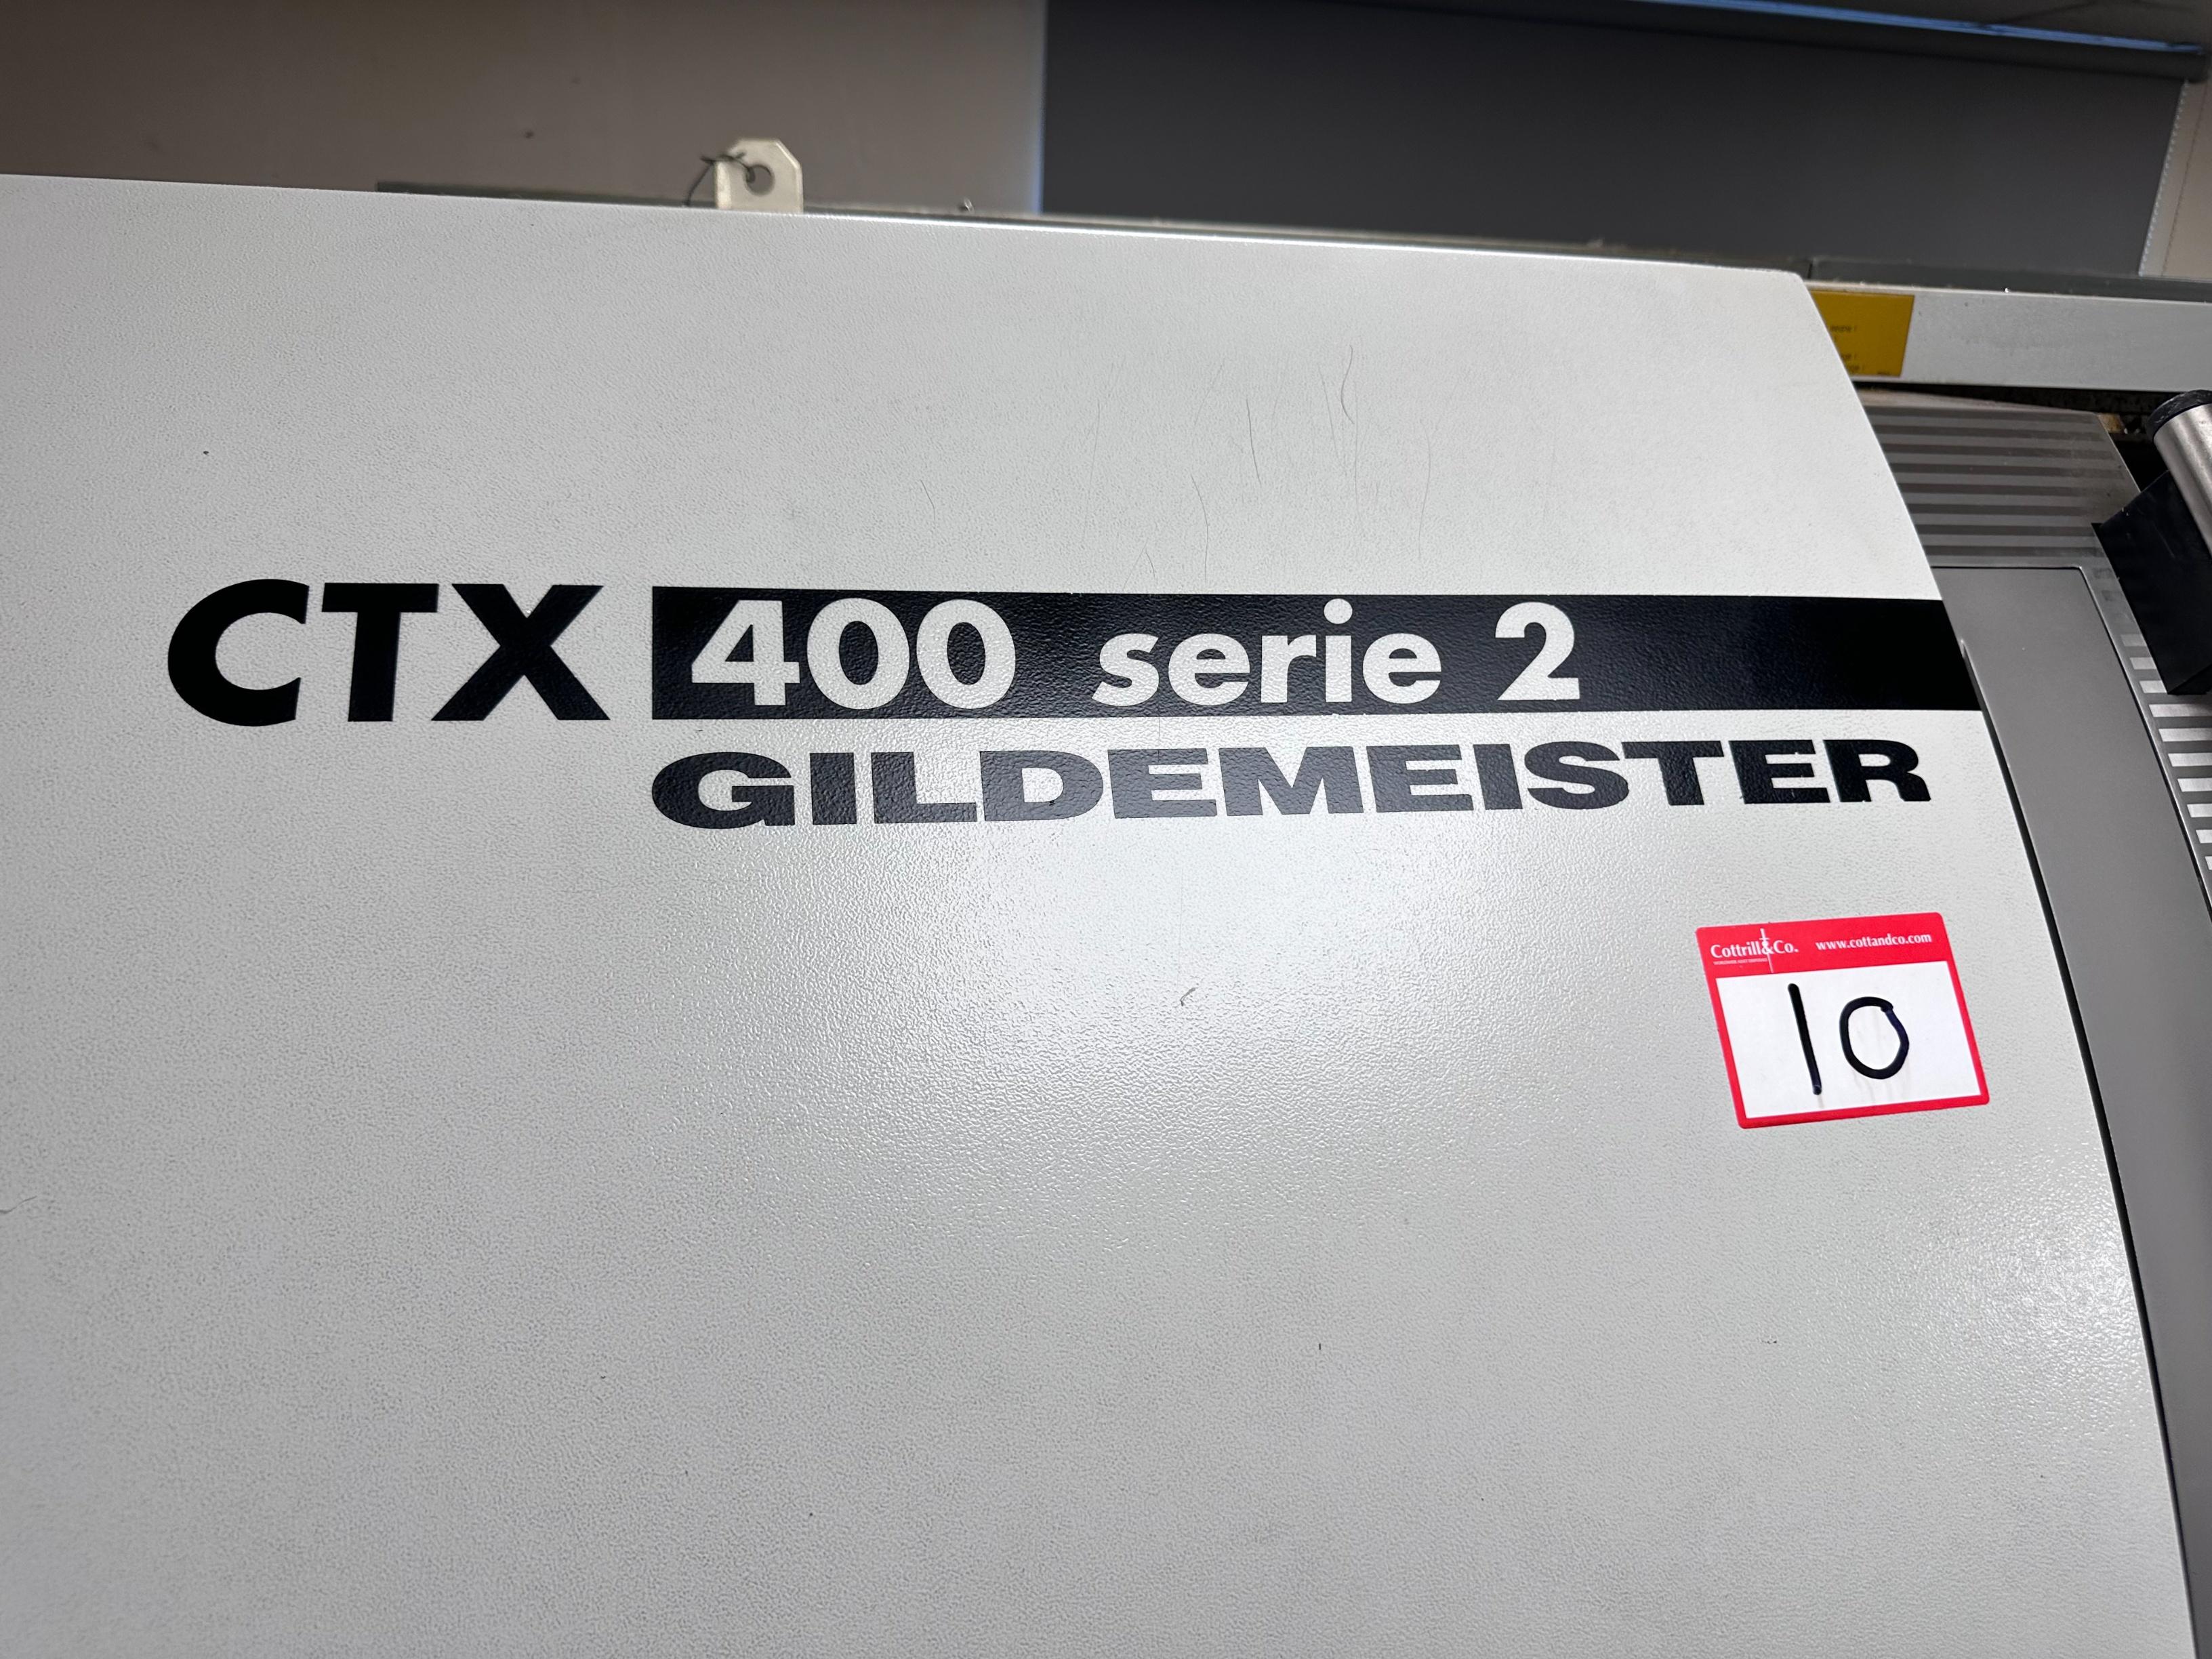 CTX 400 serie 2
GILDEMEISTER
Cottrill&Co. www.cottandco.com
10